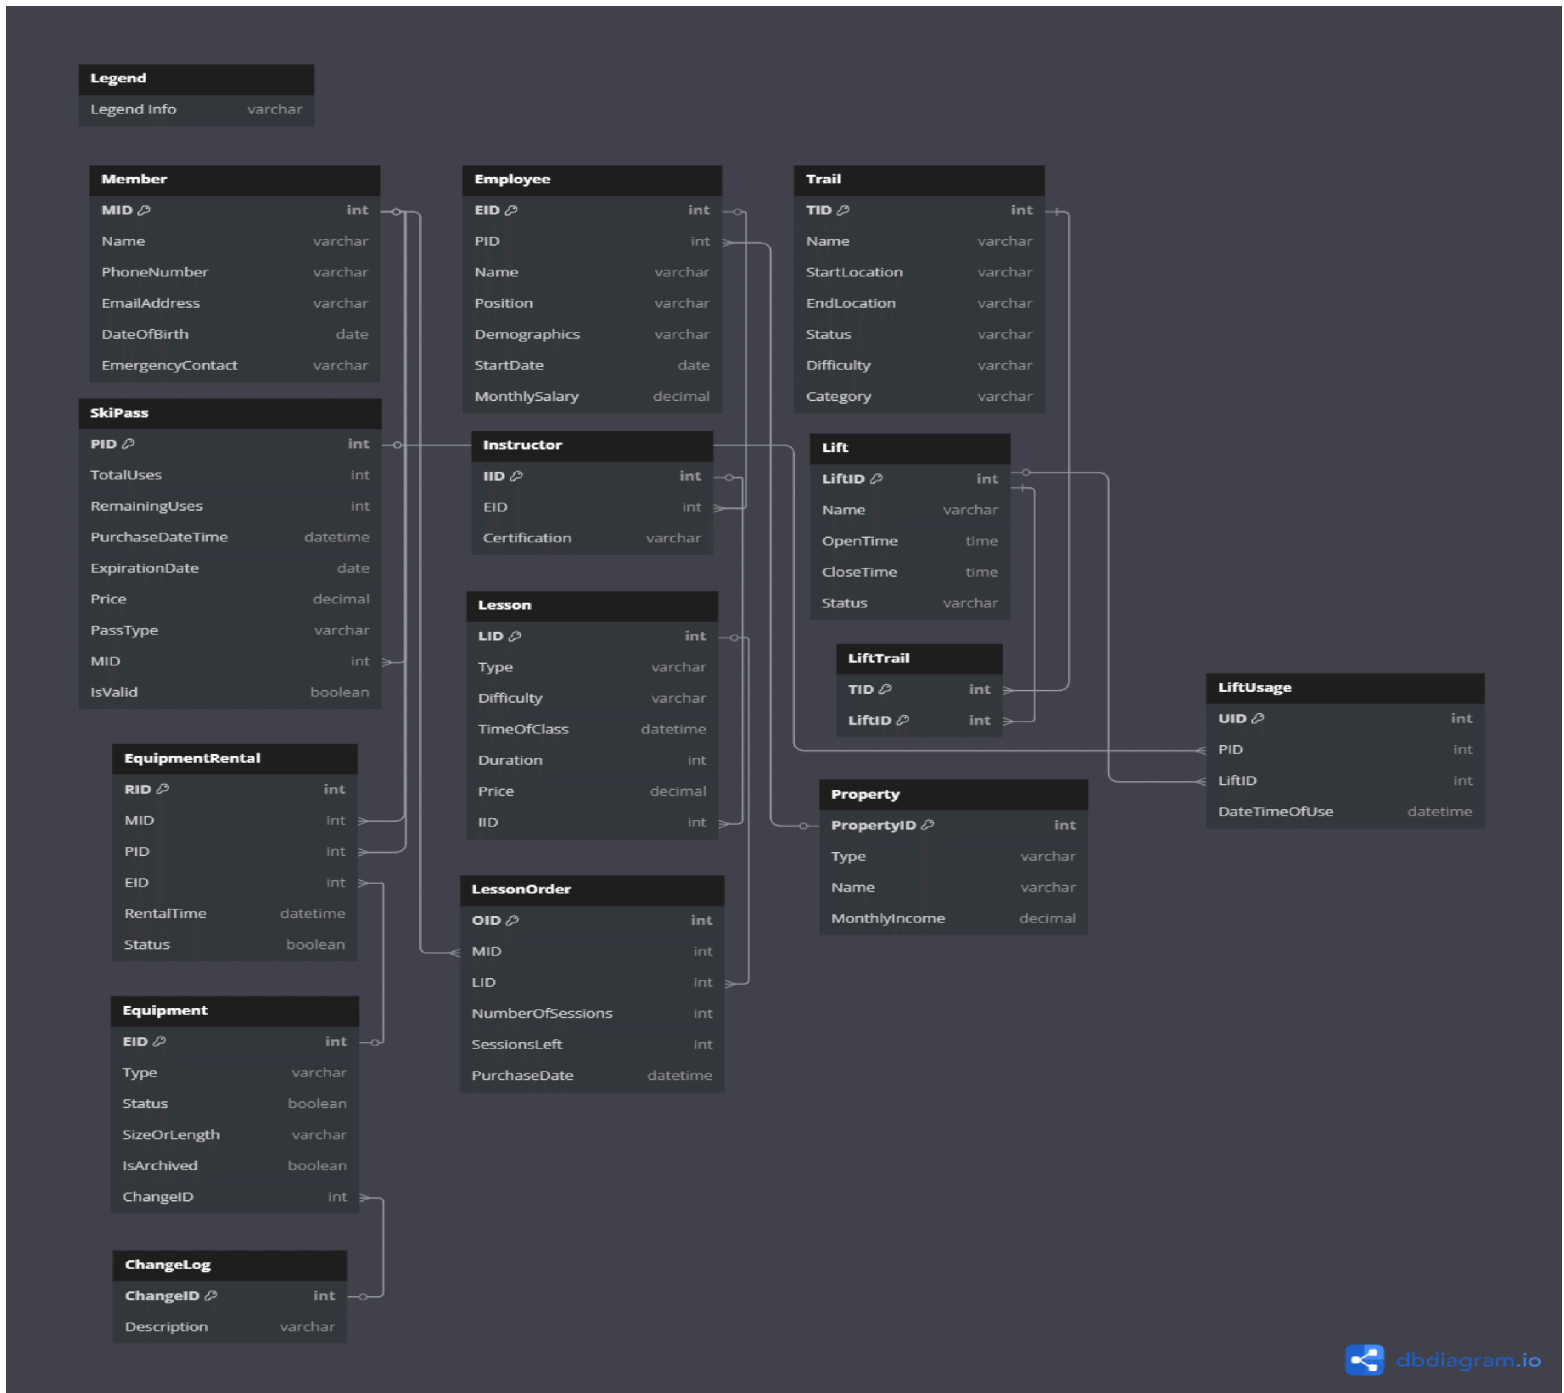 Legend
Legend Info varchar
Member
MID int
Name varchar
PhoneNumber varchar
EmailAddress varchar
DateOfBirth date
EmergencyContact varchar
SkiPass
PID int
TotalUses int
RemainingUses int
PurchaseDateTime datetime
ExpirationDate date
Price decimal
PassType varchar
MID int
IsValid boolean
EquipmentRental
RID int
MID int
PID int
EID int
RentalTime datetime
Status boolean
Equipment
EID int
Type varchar
Status boolean
SizeOrLength varchar
IsArchived boolean
ChangeID int
ChangeLog
ChangeID int
Description varchar
Employee
EID int
PID int
Name varchar
Position varchar
Demographics varchar
StartDate date
MonthlySalary decimal
Instructor
IID int
EID int
Certification varchar
Lesson
LID int
Type varchar
Difficulty varchar
TimeOfClass datetime
Duration int
Price decimal
IID int
LessonOrder
OID int
MID int
LID int
NumberOfSessions int
SessionsLeft int
PurchaseDate datetime
Trail
TID int
Name varchar
StartLocation varchar
EndLocation varchar
Status varchar
Difficulty varchar
Category varchar
Lift
LiftID int
Name varchar
OpenTime time
CloseTime time
Status varchar
LiftTrail
TID int
LiftID int
Property
PropertyID int
Type varchar
Name varchar
MonthlyIncome decimal
LiftUsage
UID int
PID int
LiftID int
DateTimeOfUse datetime
dbdiagram.io